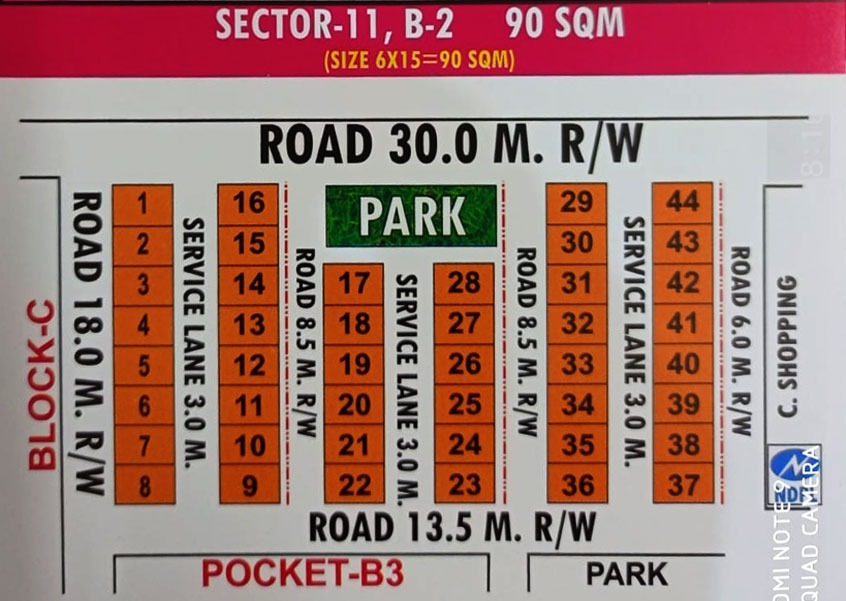 SECTOR-11, B-2 90 SQM
(SIZE 6X15=90 SQM)
ROAD 30.0 M. R/W
BLOCK-C
ROAD 18.0 M. R/W
1
2
3
4
5
6
7
8
SERVICE LANE 3.0 M.
16
15
14
13
12
11
10
9
ROAD 8.5 M. R/W
PARK
17
18
19
20
21
22
SERVICE LANE 3.0 M.
28
27
26
25
24
23
ROAD 8.5 M. R/W
29
30
31
32
33
34
35
36
SERVICE LANE 3.0 M.
44
43
42
41
40
39
38
37
ROAD 6.0 M. R/W
C. SHOPPING
ROAD 13.5 M. R/W
POCKET-B3
PARK